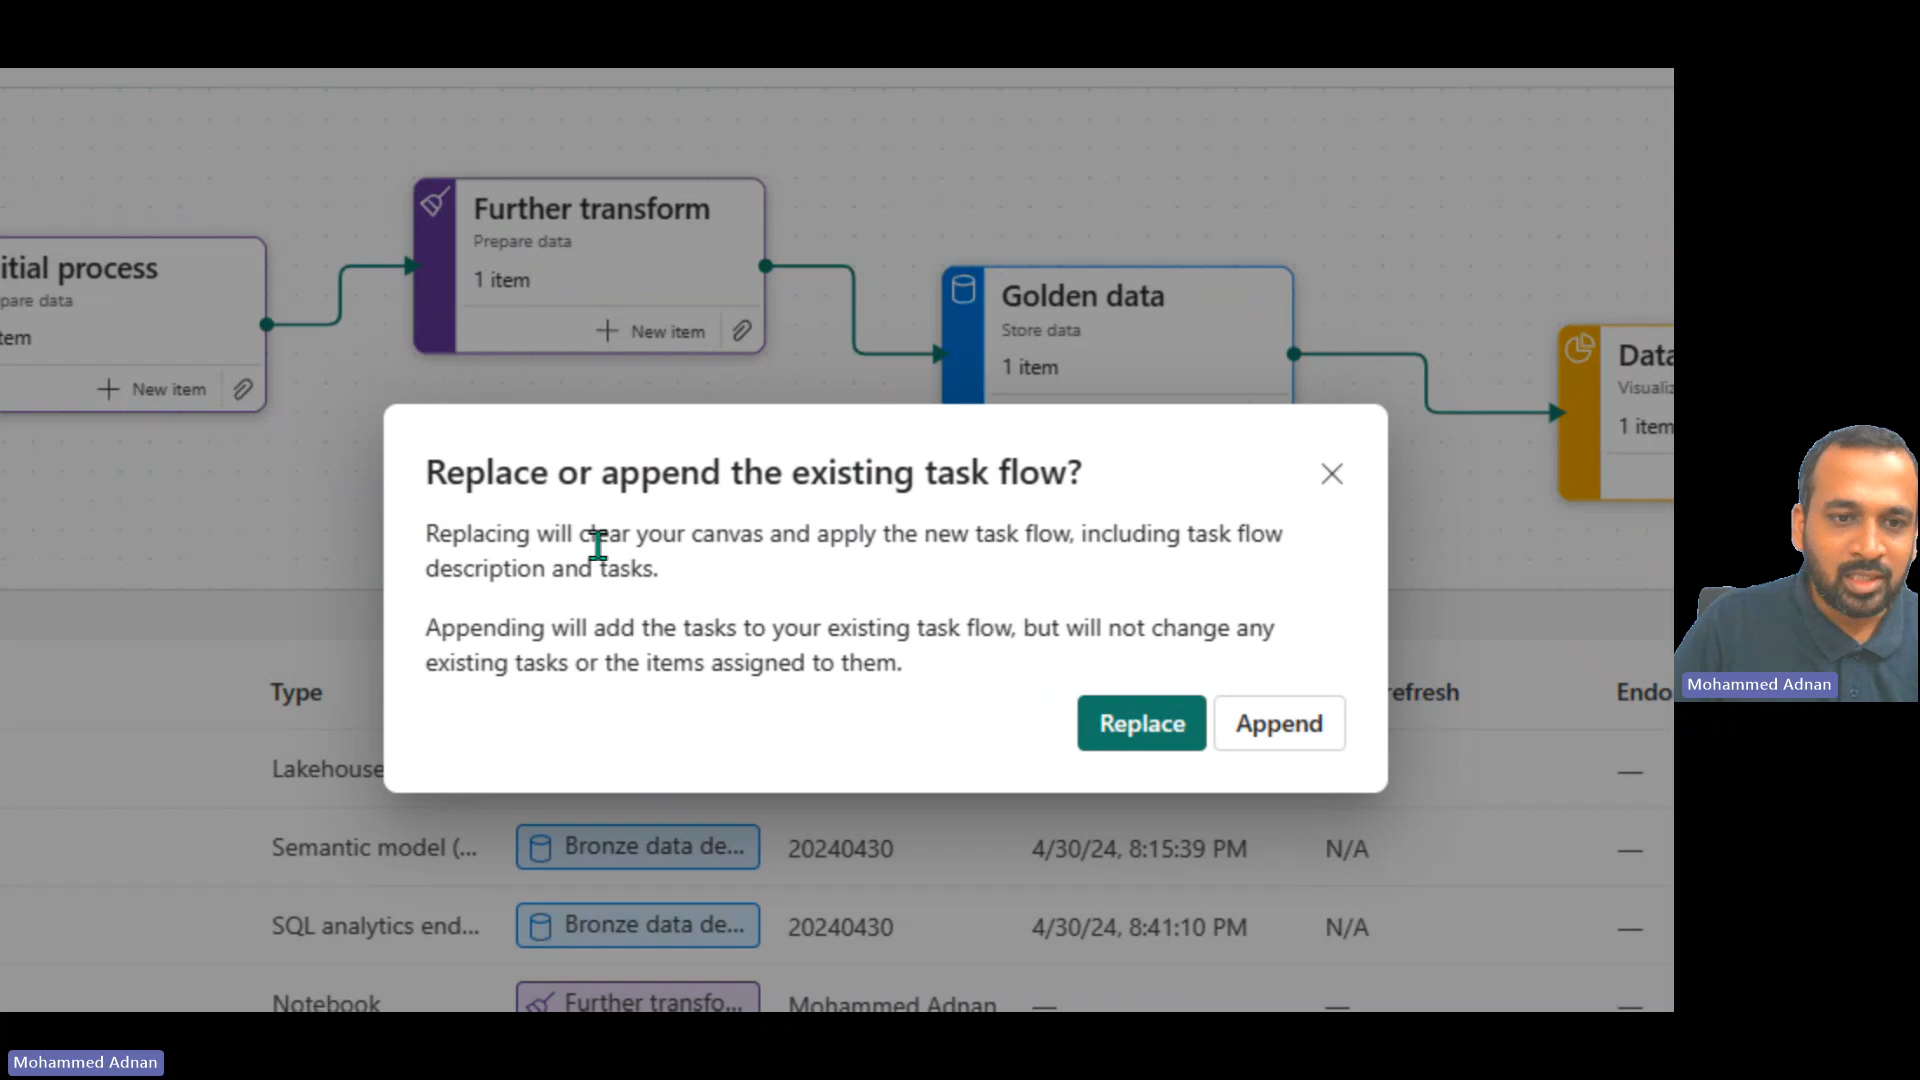 Further transform
Prepare data
1 item
New item
itial process
pare data
tem
New item
Golden data
Store data
1 item
Data
Visualiz
1 item
Replace or append the existing task flow?
Replacing will clear your canvas and apply the new task flow, including task flow
description and tasks.
Appending will add the tasks to your existing task flow, but will not change any
existing tasks or the items assigned to them.
Replace Append
Type refresh Endo
Lakehouse —
Semantic model (... Bronze data de... 20240430 4/30/24, 8:15:39 PM N/A —
SQL analytics end... Bronze data de... 20240430 4/30/24, 8:41:10 PM N/A —
Notebook Further transfo... Mohammed Adnan — — —
Mohammed Adnan
Mohammed Adnan